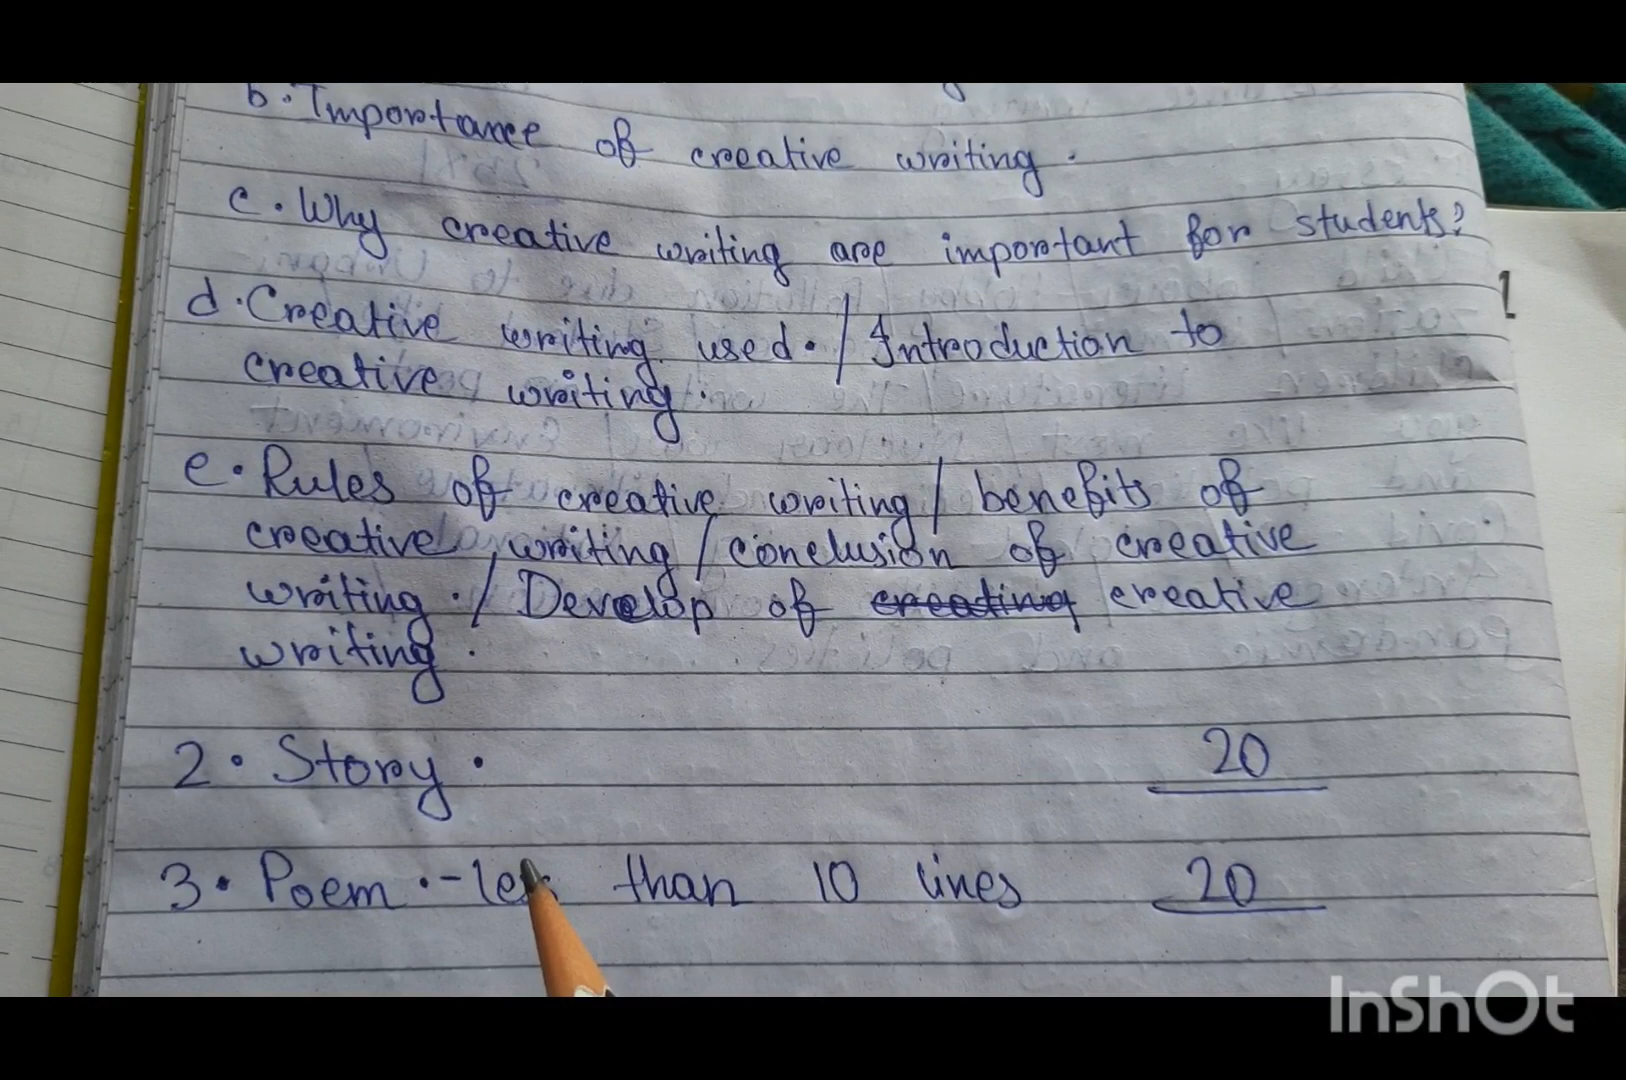 b. Importance of creative writing.
c. Why creative writing are important for students?
d. Creative writing used. / Introduction to
creative writing.
e. Rules of creative writing / benefits of
creative writing / conclusion of creative
writing. / Develop of creating creative
writing.
2. Story. 20
3. Poem. - less than 10 lines 20
1
InShOt